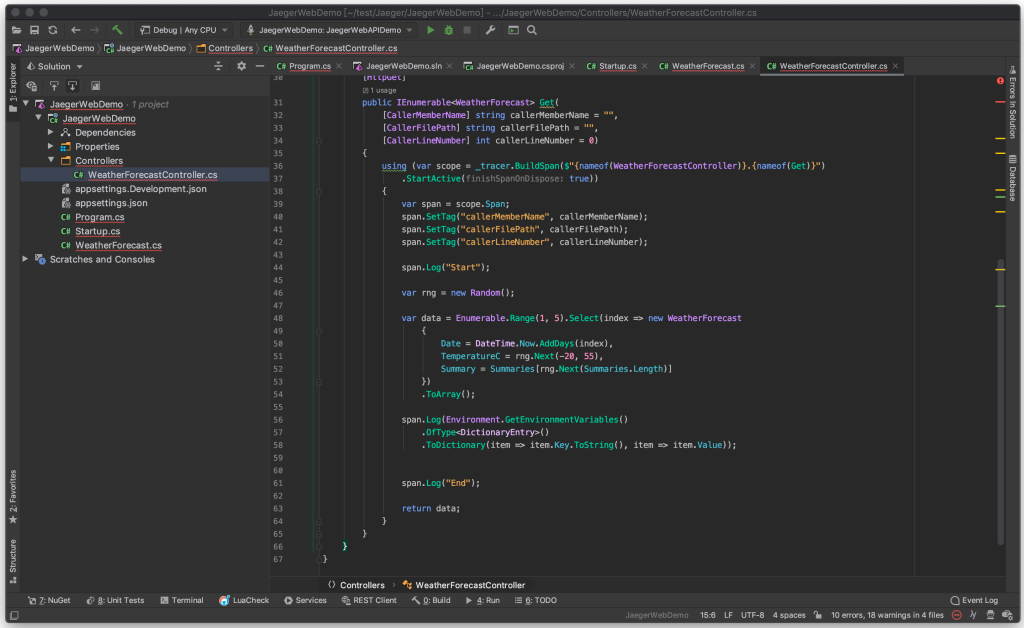 JaegerWebDemo [~/test/Jaeger/JaegerWebDemo] - .../JaegerWebDemo/Controllers/WeatherForecastController.cs
Debug | Any CPU
JaegerWebDemo: JaegerWebAPIDemo
JaegerWebDemo
JaegerWebDemo
Controllers
C# WeatherForecastController.cs
Solution
C# Program.cs
JaegerWebDemo.sln
JaegerWebDemo.csproj
C# Startup.cs
C# WeatherForecast.cs
C# WeatherForecastController.cs
1: Explorer
JaegerWebDemo · 1 project
JaegerWebDemo
Dependencies
Properties
Controllers
C# WeatherForecastController.cs
appsettings.Development.json
appsettings.json
C# Program.cs
C# Startup.cs
C# WeatherForecast.cs
Scratches and Consoles
2: Favorites
Structure
30 [HttpGet]
1 usage
31 public IEnumerable<WeatherForecast> Get(
32 [CallerMemberName] string callerMemberName = "",
33 [CallerFilePath] string callerFilePath = "",
34 [CallerLineNumber] int callerLineNumber = 0)
35 {
36 using (var scope = _tracer.BuildSpan($"{nameof(WeatherForecastController)}.{nameof(Get)}")
37 .StartActive(finishSpanOnDispose: true))
38 {
39 var span = scope.Span;
40 span.SetTag("callerMemberName", callerMemberName);
41 span.SetTag("callerFilePath", callerFilePath);
42 span.SetTag("callerLineNumber", callerLineNumber);
43
44 span.Log("Start");
45
46 var rng = new Random();
47
48 var data = Enumerable.Range(1, 5).Select(index => new WeatherForecast
49 {
50 Date = DateTime.Now.AddDays(index),
51 TemperatureC = rng.Next(-20, 55),
52 Summary = Summaries[rng.Next(Summaries.Length)]
53 })
54 .ToArray();
55
56 span.Log(Environment.GetEnvironmentVariables()
57 .OfType<DictionaryEntry>()
58 .ToDictionary(item => item.Key.ToString(), item => item.Value));
59
60
61 span.Log("End");
62
63 return data;
64 }
65 }
66 }
67 }
Errors In Solution
Database
Controllers
WeatherForecastController
7: NuGet
8: Unit Tests
Terminal
LuaCheck
Services
REST Client
0: Build
4: Run
6: TODO
Event Log
JaegerWebDemo
15:6
LF
UTF-8
4 spaces
10 errors, 18 warnings in 4 files